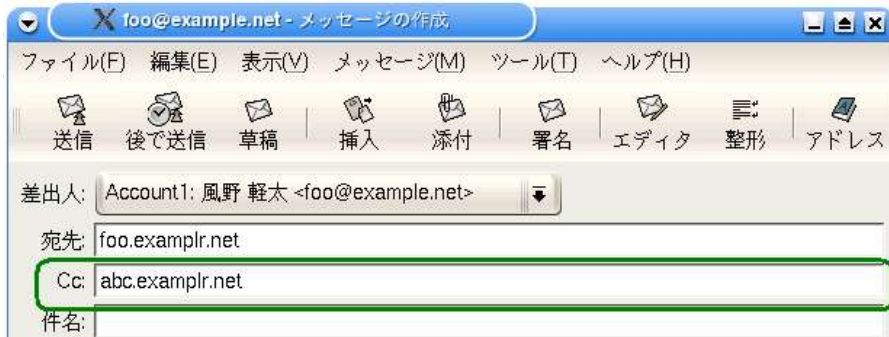 foo@example.net - メッセージの作成
ファイル(F) 編集(E) 表示(V) メッセージ(M) ツール(T) ヘルプ(H)
送信 後で送信 草稿 挿入 添付 署名 エディタ 整形 アドレス
差出人: Account1: 風野 軽太 <foo@example.net>
宛先: foo.examplr.net
Cc: abc.examplr.net
件名: